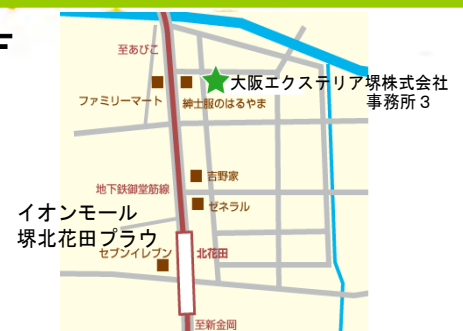 至あびこ
大阪エクステリア堺株式会社
事務所3
ファミリーマート
紳士服のはるやま
吉野家
地下鉄御堂筋線
ゼネラル
イオンモール
堺北花田プラウ
セブンイレブン
北花田
至新金岡